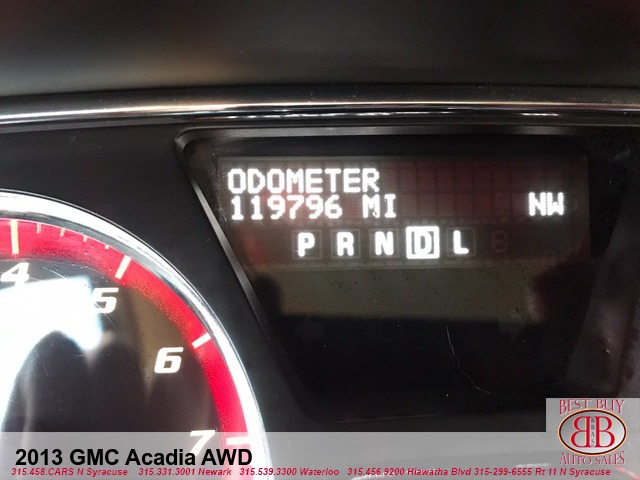 ODOMETER
119796 MI NW
P R N D L
4
5
6
7
BEST BUY
BB
AUTO SALES
2013 GMC Acadia AWD
315.458.CARS N Syracuse 315.331.3001 Newark 315.539.3300 Waterloo 315.456.9200 Hiawatha Blvd 315-299-6555 Rt 11 N Syracuse